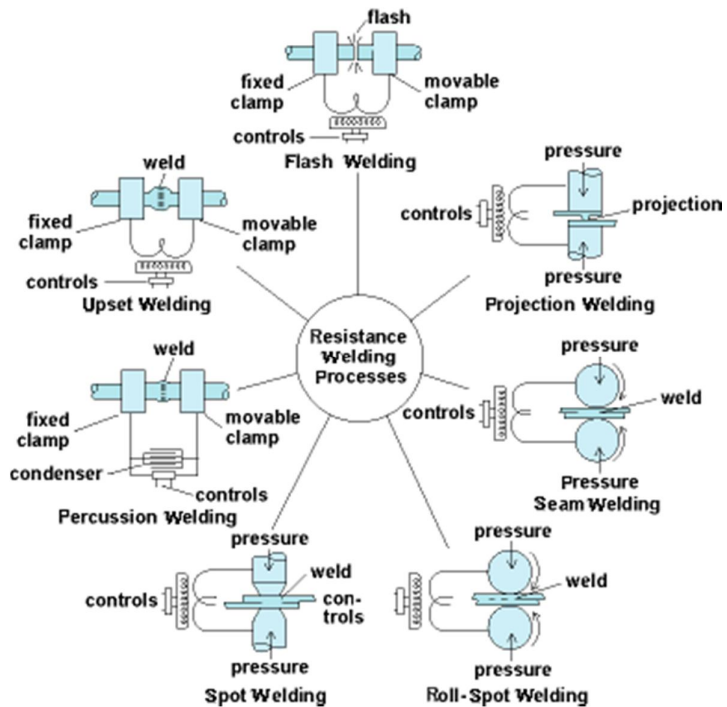 flash
fixed
clamp
movable
clamp
controls
Flash Welding
weld
fixed
clamp
movable
clamp
controls
Upset Welding
pressure
controls
projection
pressure
Projection Welding
Resistance
Welding
Processes
weld
fixed
clamp
movable
clamp
condenser
controls
Percussion Welding
pressure
controls
weld
Pressure
Seam Welding
pressure
weld
controls
con-
trols
pressure
Spot Welding
pressure
weld
controls
pressure
Roll-Spot Welding